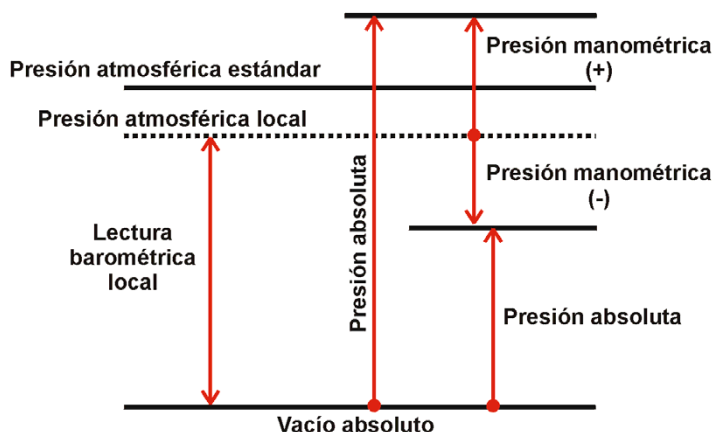 Presión manométrica
(+)
Presión atmosférica estándar
Presión atmosférica local
Presión manométrica
(-)
Presión absoluta
Lectura
barométrica
local
Presión absoluta
Vacío absoluto